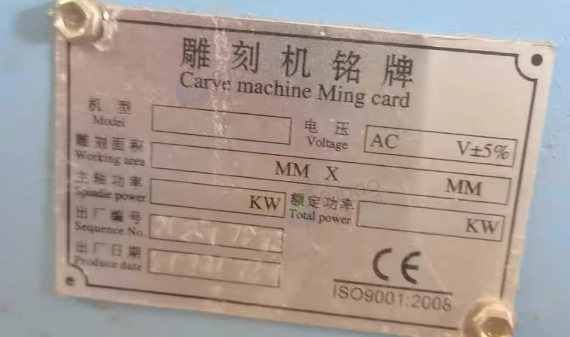 雕刻机铭牌
Carve machine Ming card
机型 电压 AC V±5%
Model Voltage
雕刻面积 MM X MM
Working area
主轴功率 KW 额定功率 KW
Spindle power Total power
出厂编号
Sequence No.
出厂日期
Produce date
CE
ISO9001:2008